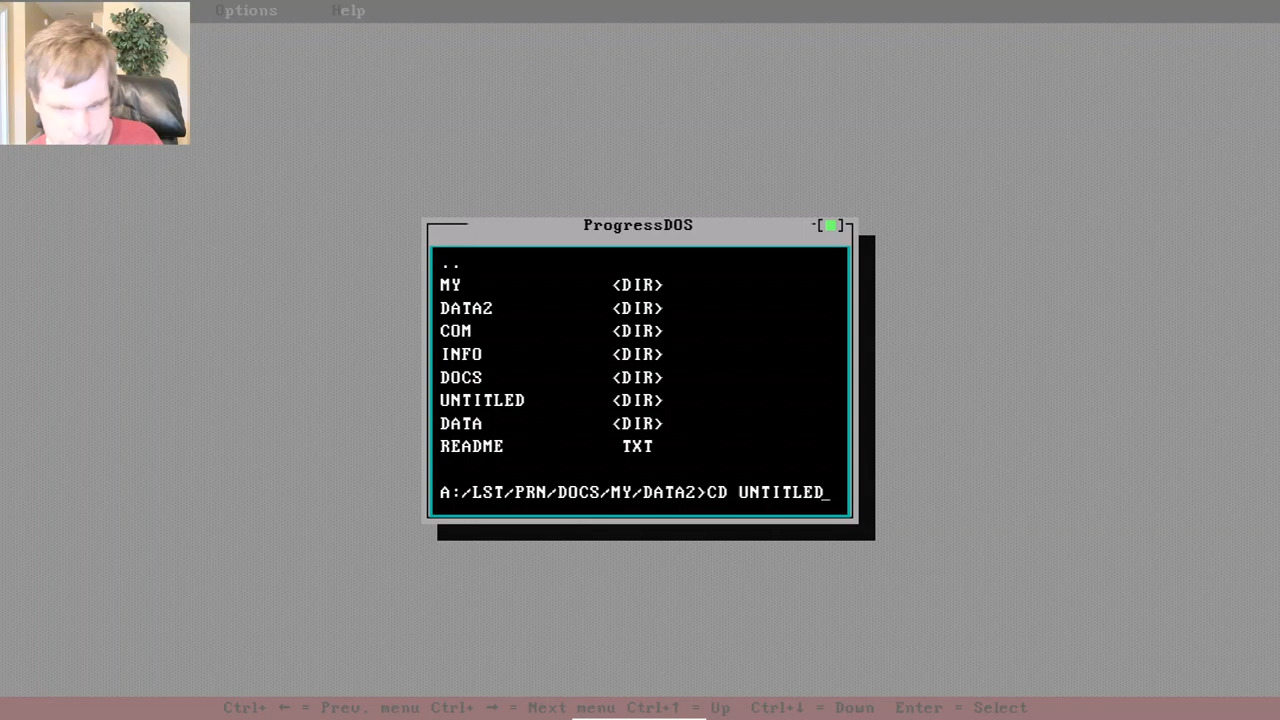 Options Help
ProgressDOS
..
MY <DIR>
DATA2 <DIR>
COM <DIR>
INFO <DIR>
DOCS <DIR>
UNTITLED <DIR>
DATA <DIR>
README TXT
A:/LST/PRN/DOCS/MY/DATA2>CD UNTITLED_
Ctrl+ ← = Prev. menu Ctrl+ → = Next menu Ctrl+↑ = Up Ctrl+↓ = Down Enter = Select